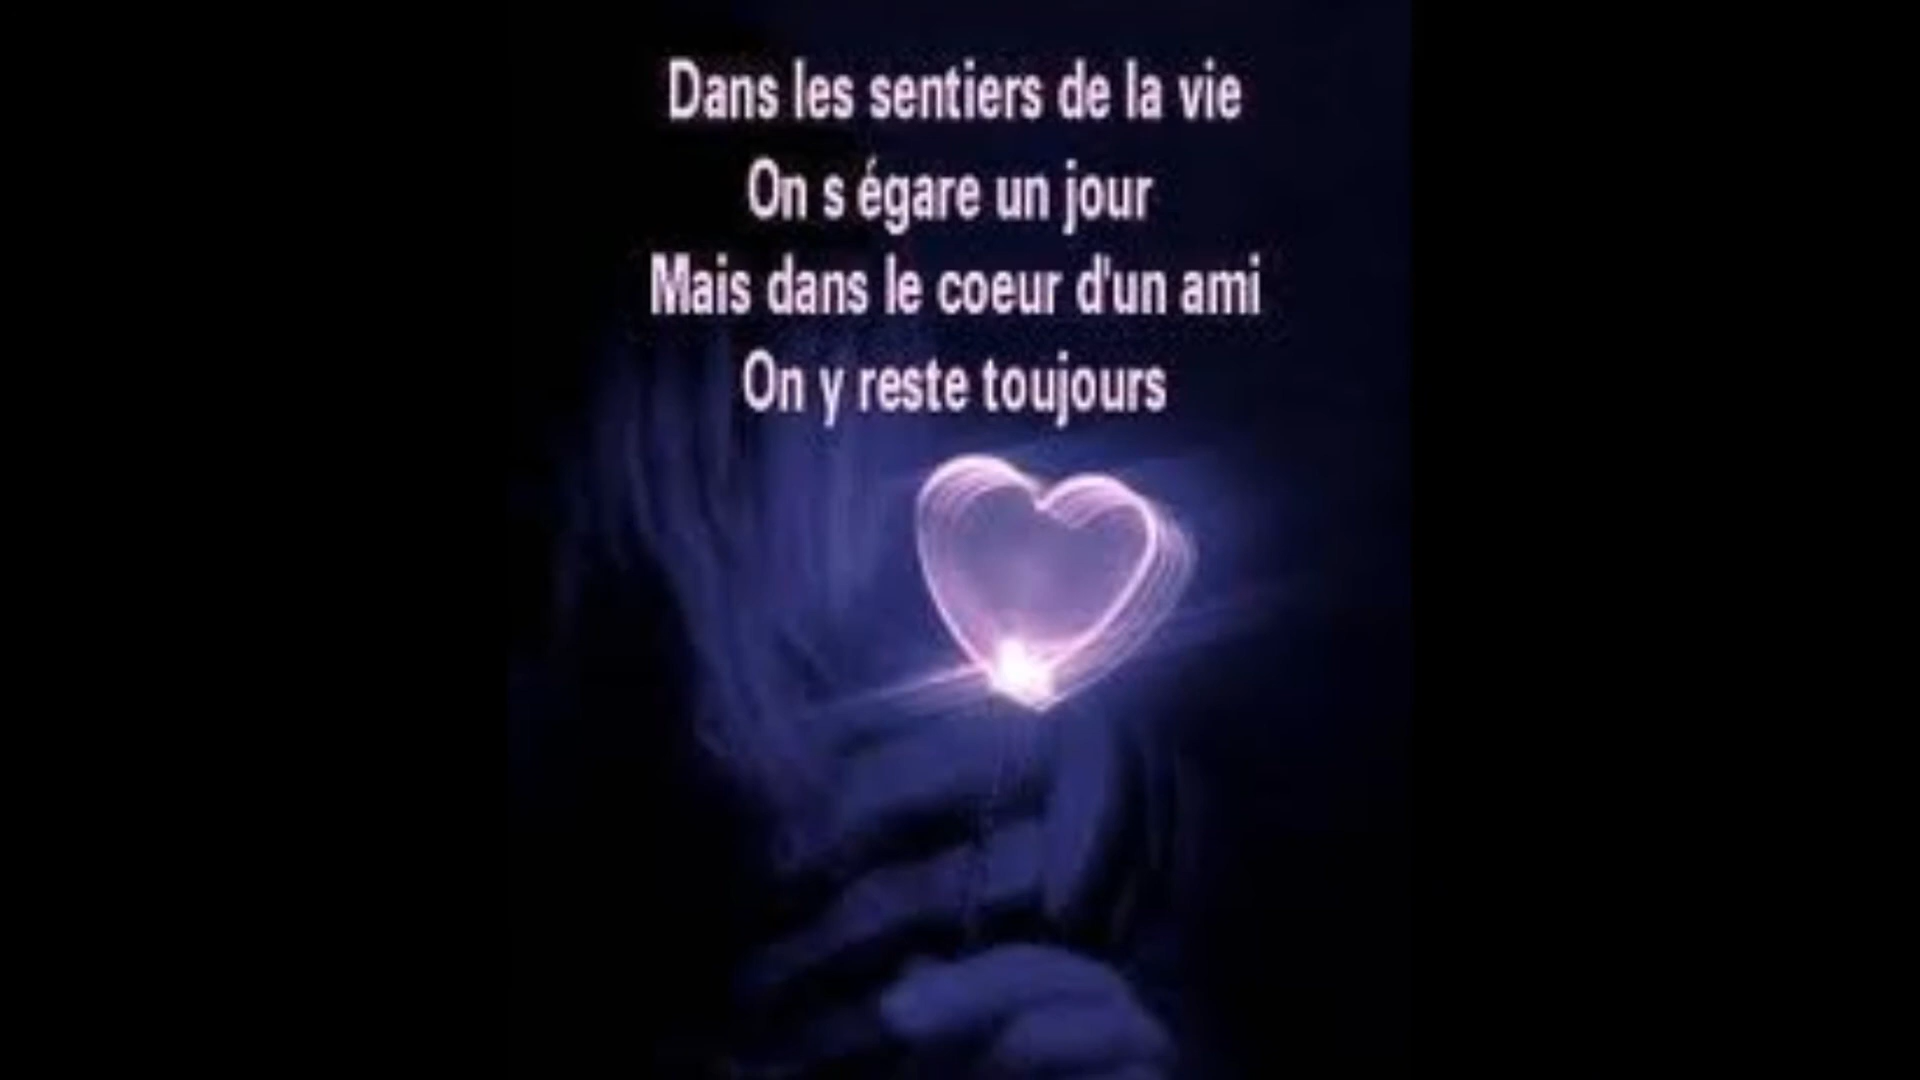 Dans les sentiers de la vie
On s égare un jour
Mais dans le coeur d'un ami
On y reste toujours